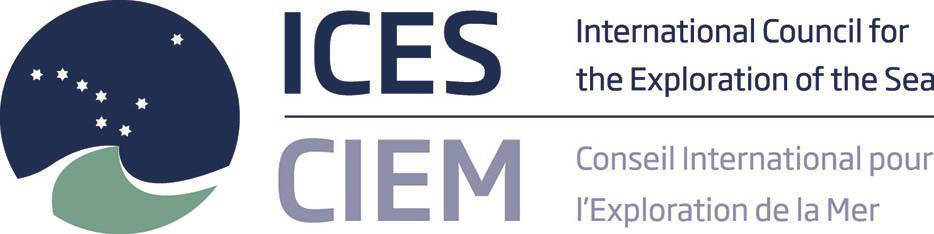 ICES
International Council for
the Exploration of the Sea
CIEM
Conseil International pour
l'Exploration de la Mer